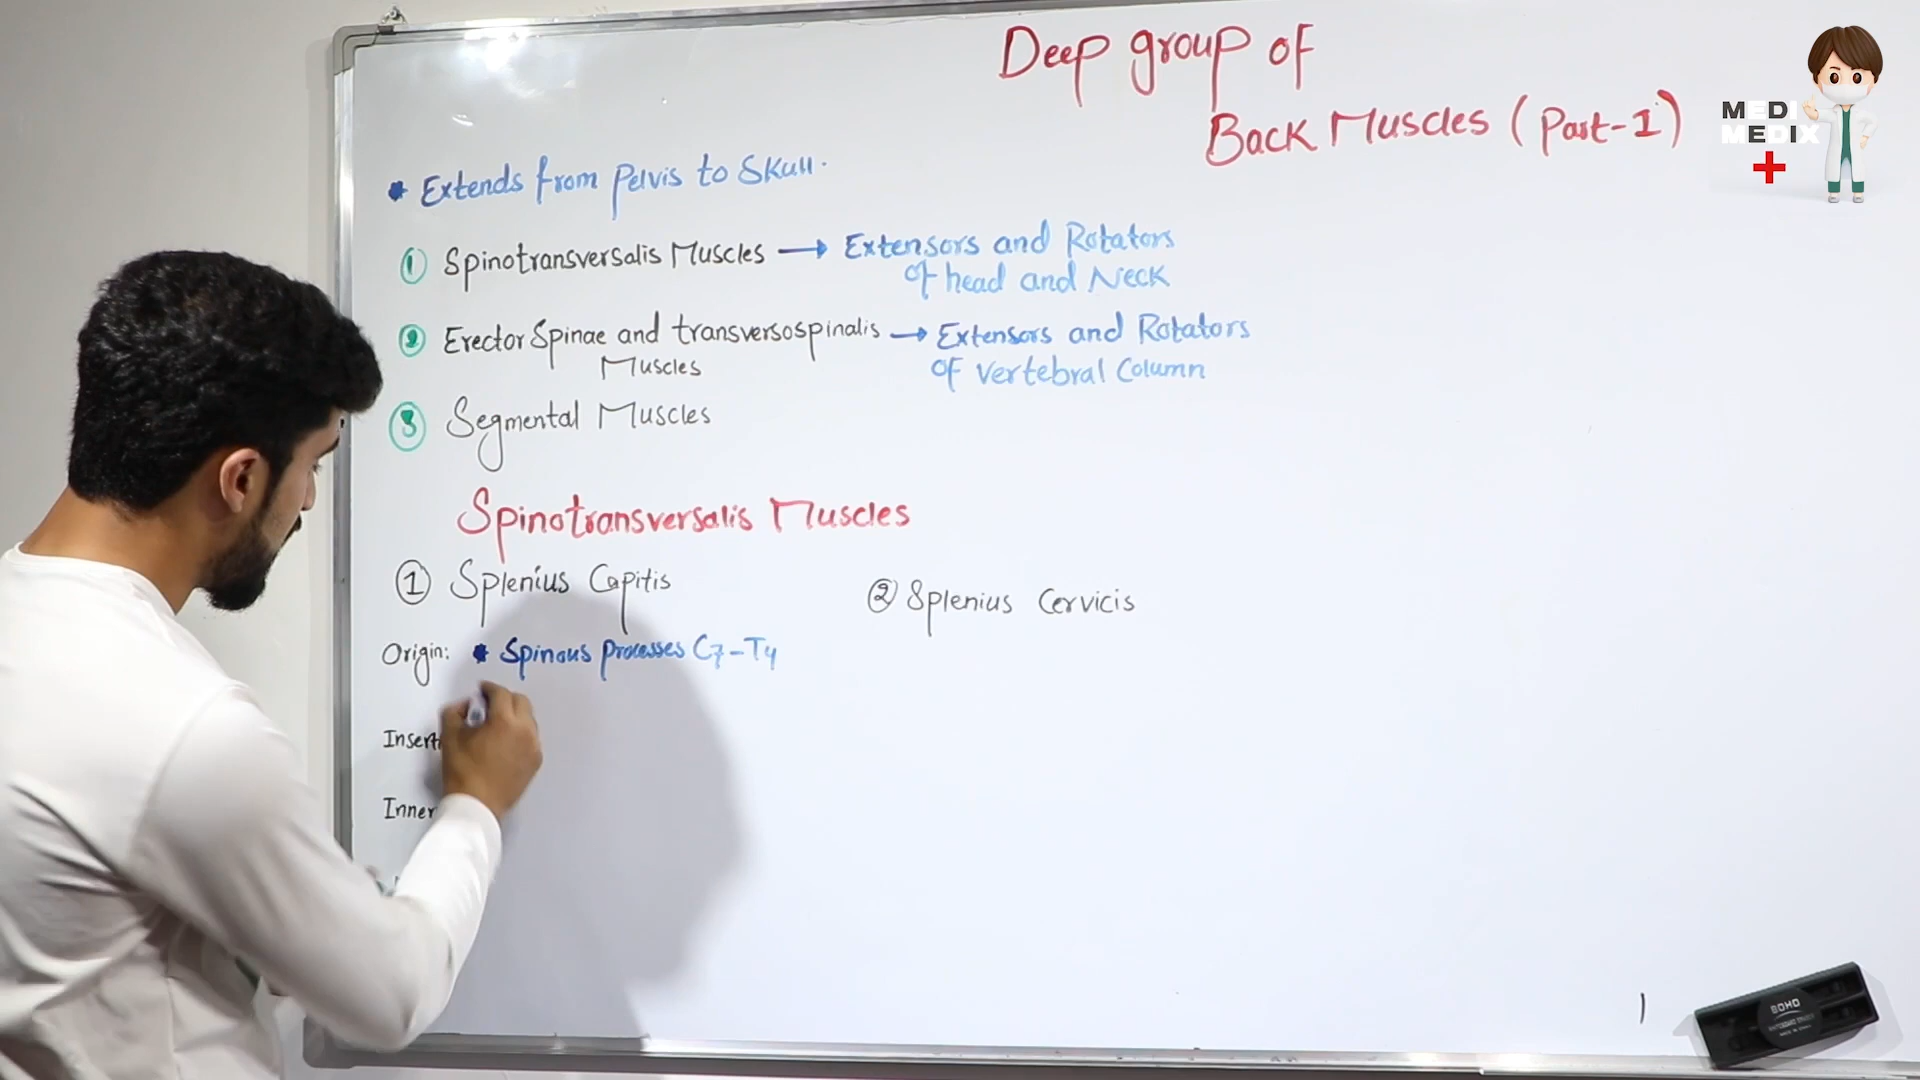 Deep group of
Back Muscles (Part-1)
MEDI
MEDIX
* Extends from Pelvis to Skull.
① Spinotransversalis Muscles → Extensors and Rotators
of head and Neck
② Erector Spinae and transversospinalis → Extensors and Rotators
Muscles of Vertebral Column
③ Segmental Muscles
Spinotransversalis Muscles
① Splenius Capitis
② Splenius Cervicis
Origin: * Spinous Processes C7-T4
BOHO